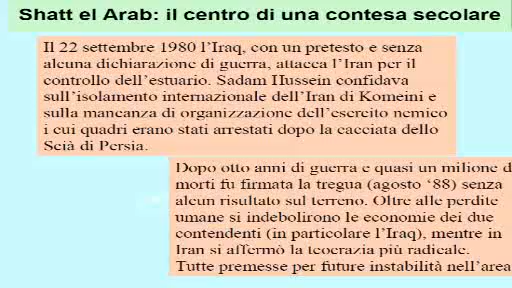 Shatt el Arab: il centro di una contesa secolare
Il 22 settembre 1980 l'Iraq, con un pretesto e senza
alcuna dichiarazione di guerra, attacca l'Iran per il
controllo dell'estuario. Sadam Hussein confidava
sull'isolamento internazionale dell'Iran di Komeini e
sulla mancanza di organizzazione dell'esercito nemico
i cui quadri erano stati arrestati dopo la cacciata dello
Scià di Persia.
Dopo otto anni di guerra e quasi un milione d
morti fu firmata la tregua (agosto '88) senza
alcun risultato sul terreno. Oltre alle perdite
umane si indebolirono le economie dei due
contendenti (in particolare l'Iraq), mentre in
Iran si affermò la teocrazia più radicale.
Tutte premesse per future instabilità nell'area